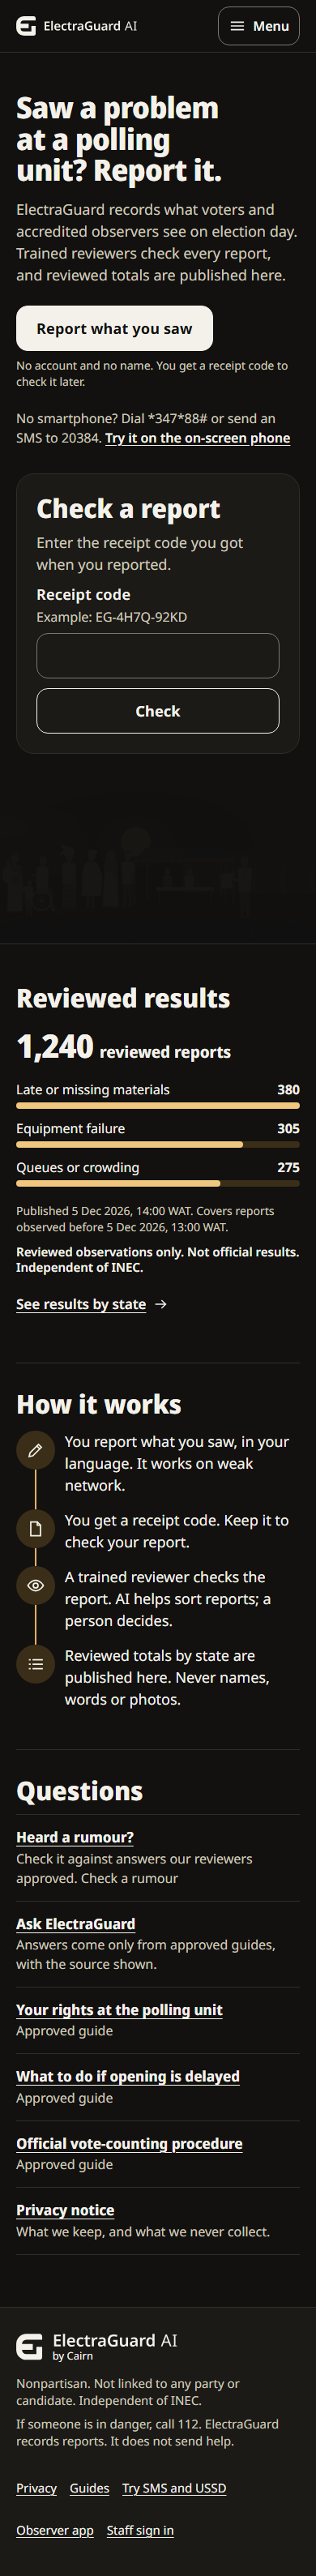 ElectraGuard AI
Menu
Saw a problem
at a polling
unit? Report it.
ElectraGuard records what voters and
accredited observers see on election day.
Trained reviewers check every report,
and reviewed totals are published here.
Report what you saw
No account and no name. You get a receipt code to
check it later.
No smartphone? Dial *347*88# or send an
SMS to 20384. Try it on the on-screen phone
Check a report
Enter the receipt code you got
when you reported.
Receipt code
Example: EG-4H7Q-92KD
Check
Reviewed results
1,240 reviewed reports
Late or missing materials 380
Equipment failure 305
Queues or crowding 275
Published 5 Dec 2026, 14:00 WAT. Covers reports
observed before 5 Dec 2026, 13:00 WAT.
Reviewed observations only. Not official results.
Independent of INEC.
See results by state →
How it works
You report what you saw, in your
language. It works on weak
network.
You get a receipt code. Keep it to
check your report.
A trained reviewer checks the
report. AI helps sort reports; a
person decides.
Reviewed totals by state are
published here. Never names,
words or photos.
Questions
Heard a rumour?
Check it against answers our reviewers
approved. Check a rumour
Ask ElectraGuard
Answers come only from approved guides,
with the source shown.
Your rights at the polling unit
Approved guide
What to do if opening is delayed
Approved guide
Official vote-counting procedure
Approved guide
Privacy notice
What we keep, and what we never collect.
ElectraGuard AI
by Cairn
Nonpartisan. Not linked to any party or
candidate. Independent of INEC.
If someone is in danger, call 112. ElectraGuard
records reports. It does not send help.
Privacy Guides Try SMS and USSD
Observer app Staff sign in